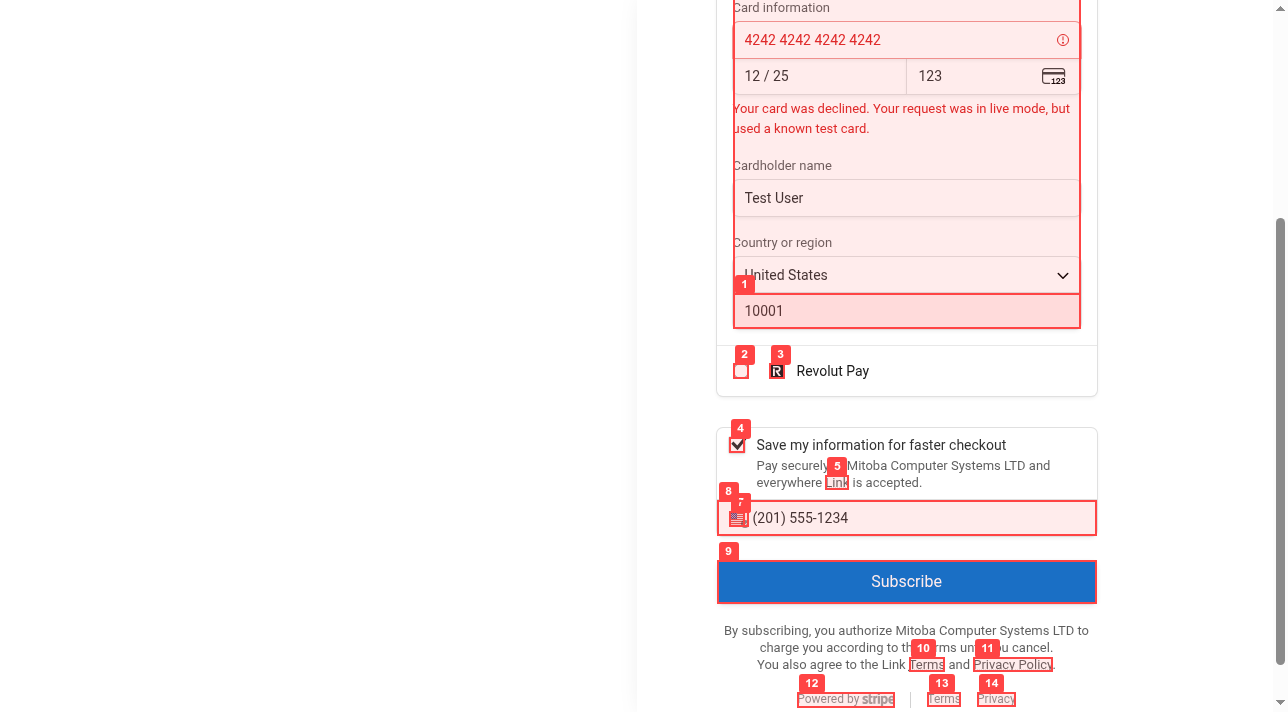 Card information
4242 4242 4242 4242
12 / 25
123
123
Your card was declined. Your request was in live mode, but
used a known test card.
Cardholder name
Test User
Country or region
United States
1
10001
2
3
R
Revolut Pay
4
Save my information for faster checkout
Pay securely Mitoba Computer Systems LTD and
5
everywhere Link is accepted.
8
7
(201) 555-1234
9
Subscribe
By subscribing, you authorize Mitoba Computer Systems LTD to
charge you according to you cancel.
10
11
You also agree to the Link Terms and Privacy Policy.
12
13
14
Powered by stripe
Terms
Privacy